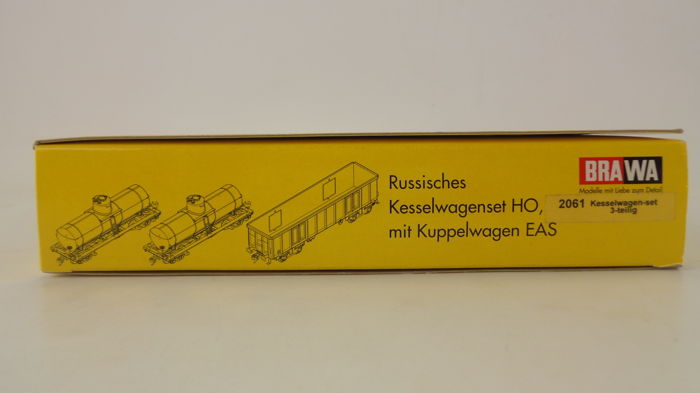 Russisches
Kesselwagenset HO,
mit Kuppelwagen EAS
BRAWA
Modelle mit Liebe zum Detail
2061 Kesselwagen-set
3-teilig